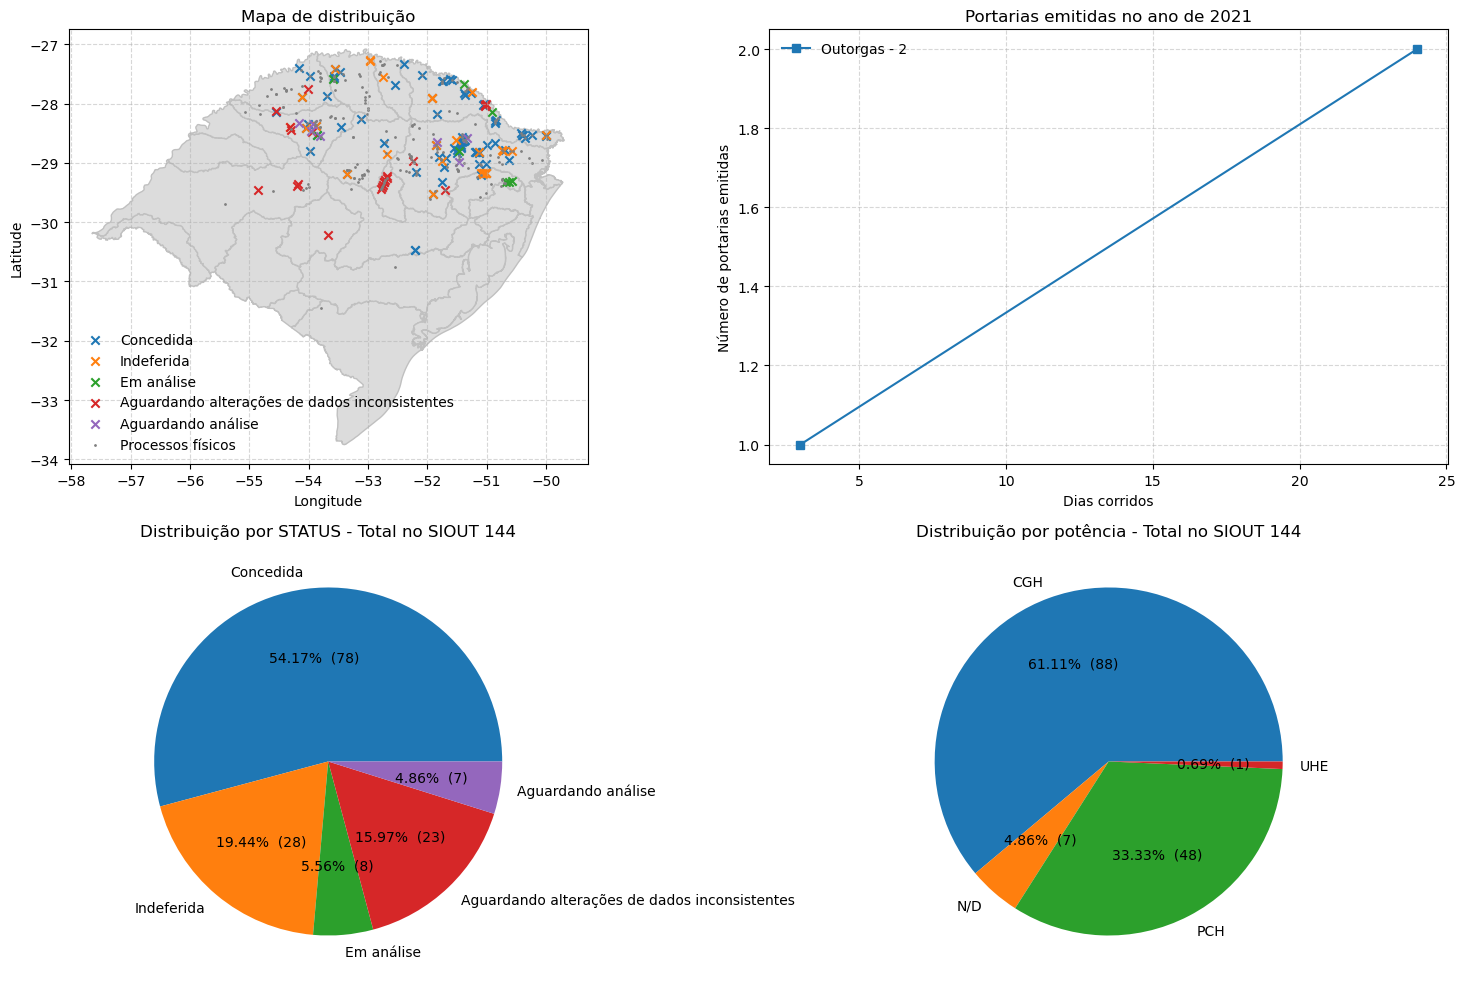 Mapa de distribuição
−27
−28
−29
−30
−31
−32
−33
−34
Latitude
Concedida
Indeferida
Em análise
Aguardando alterações de dados inconsistentes
Aguardando análise
Processos físicos
−58 −57 −56 −55 −54 −53 −52 −51 −50
Longitude
Portarias emitidas no ano de 2021
Outorgas - 2
2.0
1.8
1.6
1.4
1.2
1.0
Número de portarias emitidas
5 10 15 20 25
Dias corridos
Distribuição por STATUS - Total no SIOUT 144
Concedida
54.17% (78)
4.86% (7)
Aguardando análise
15.97% (23)
19.44% (28)
5.56% (8)
Aguardando alterações de dados inconsistentes
Indeferida
Em análise
Distribuição por potência - Total no SIOUT 144
CGH
61.11% (88)
0.69% (1)
UHE
4.86% (7)
33.33% (48)
N/D
PCH